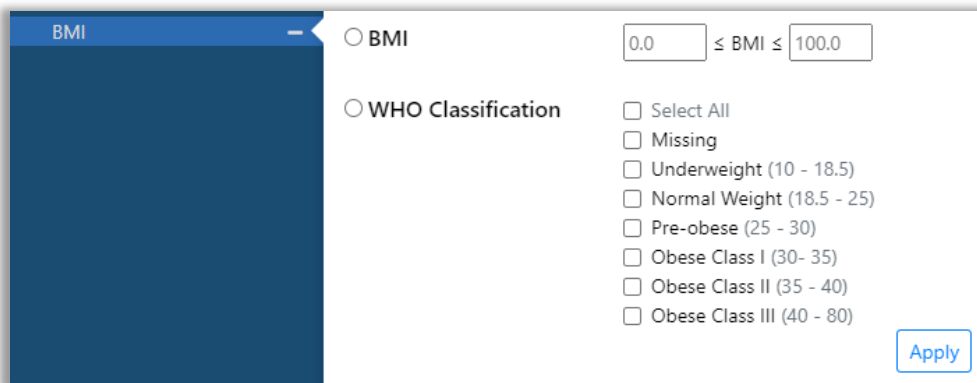 BMI
BMI 0.0 ≤ BMI ≤ 100.0
WHO Classification Select All
Missing
Underweight (10 - 18.5)
Normal Weight (18.5 - 25)
Pre-obese (25 - 30)
Obese Class I (30- 35)
Obese Class II (35 - 40)
Obese Class III (40 - 80)
Apply